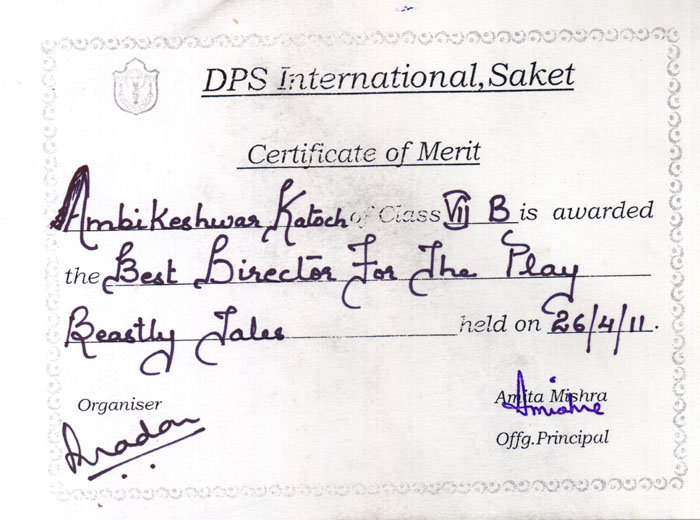 DPS International, Saket
Certificate of Merit
Ambikeshwar Katoch of Class VII B is awarded
the Best Director For The Play
Beastly Tales held on 26/4/11.
Organiser
Amita Mishra
Offg.Principal